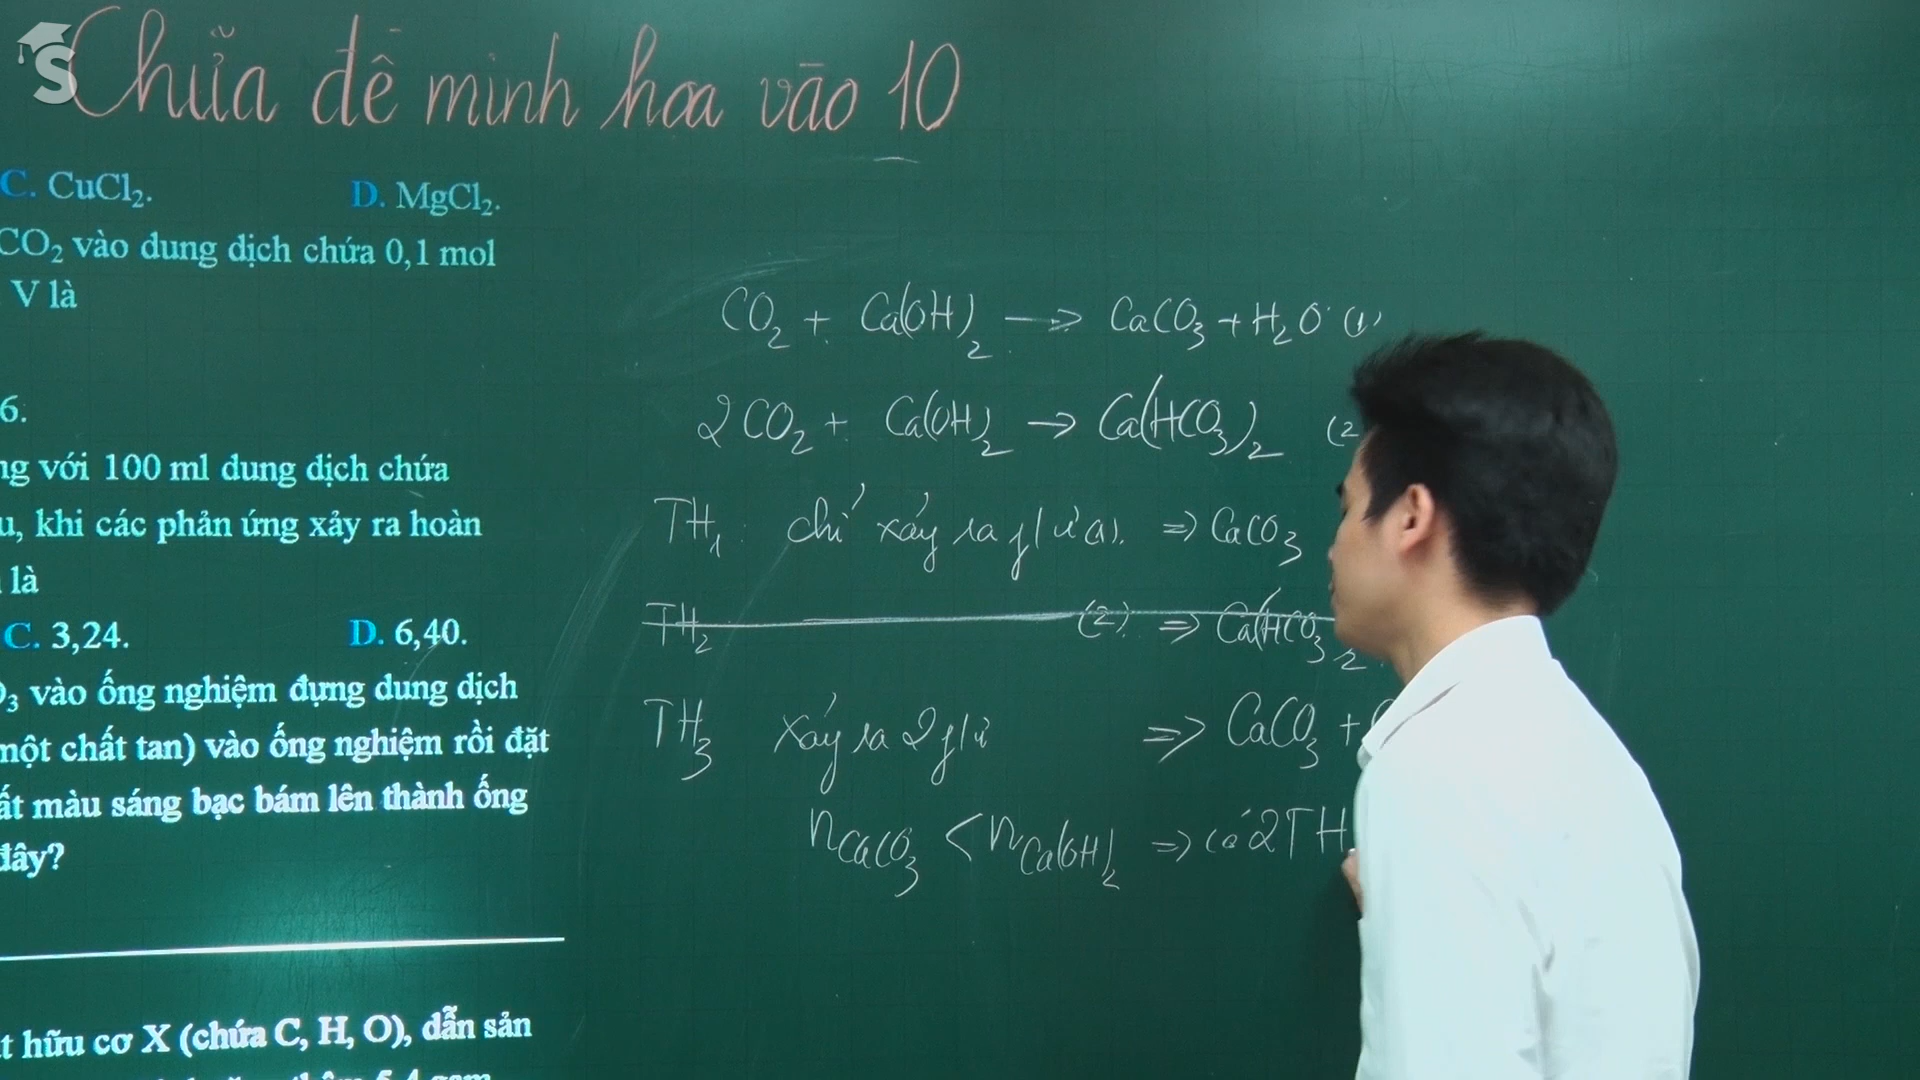 S
Chữa đề minh hoạ vào 10
C. CuCl₂. D. MgCl₂.
CO₂ vào dung dịch chứa 0,1 mol
V là
6.
ng với 100 ml dung dịch chứa
u, khi các phản ứng xảy ra hoàn
là
C. 3,24. D. 6,40.
O₃ vào ống nghiệm đựng dung dịch
một chất tan) vào ống nghiệm rồi đặt
ất màu sáng bạc bám lên thành ống
đây?
t hữu cơ X (chứa C, H, O), dẫn sản
5,4 gam
CO₂ + Ca(OH)₂ → CaCO₃ + H₂O (1)
2CO₂ + Ca(OH)₂ → Ca(HCO₃)₂ (2
TH₁: chỉ xảy ra p/ư (1). ⇒ CaCO₃
TH₂ (2). ⇒ Ca(HCO₃)₂
TH₃ xảy ra 2 p/ư ⇒ CaCO₃ +
nCaCO₃ < nCa(OH)₂ ⇒ có 2TH